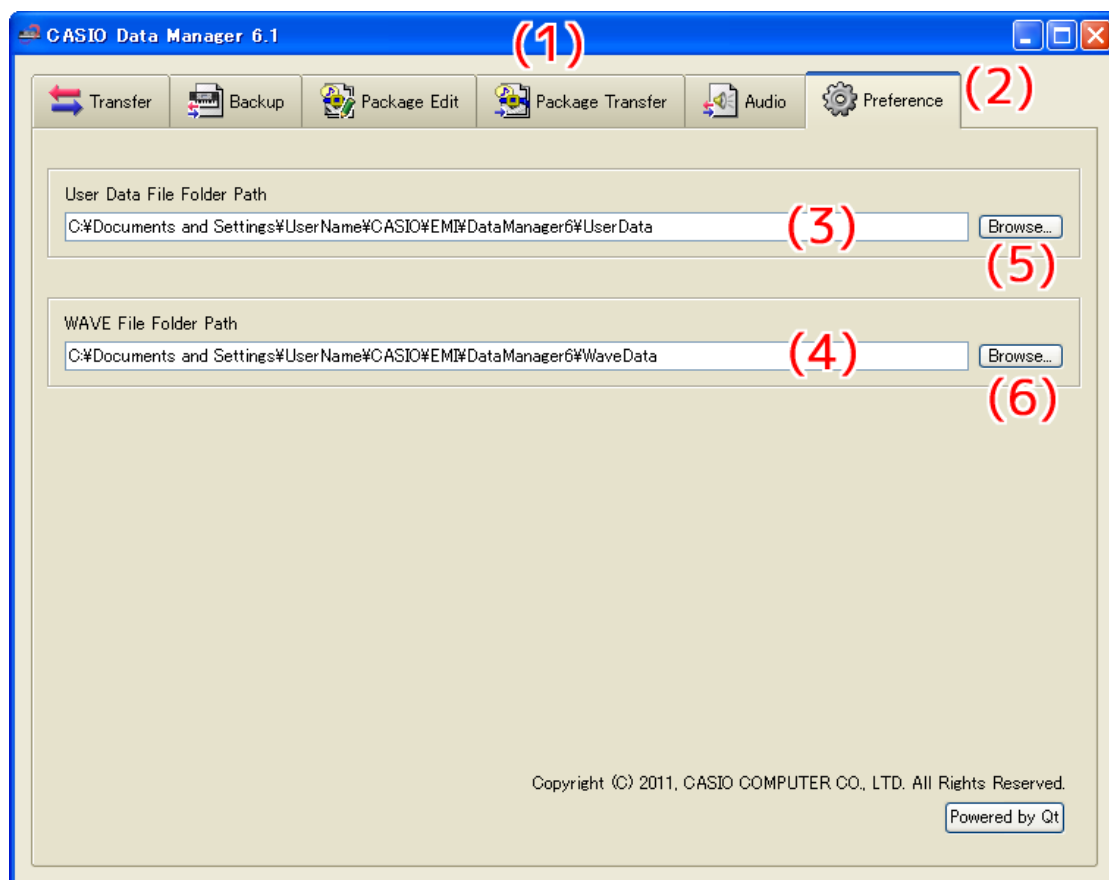 CASIO Data Manager 6.1
(1)
Transfer Backup Package Edit Package Transfer Audio Preference (2)
User Data File Folder Path
C:¥Documents and Settings¥UserName¥CASIO¥EMI¥DataManager6¥UserData (3) Browse...
(5)
WAVE File Folder Path
C:¥Documents and Settings¥UserName¥CASIO¥EMI¥DataManager6¥WaveData (4) Browse...
(6)
Copyright (C) 2011, CASIO COMPUTER CO., LTD. All Rights Reserved.
Powered by Qt